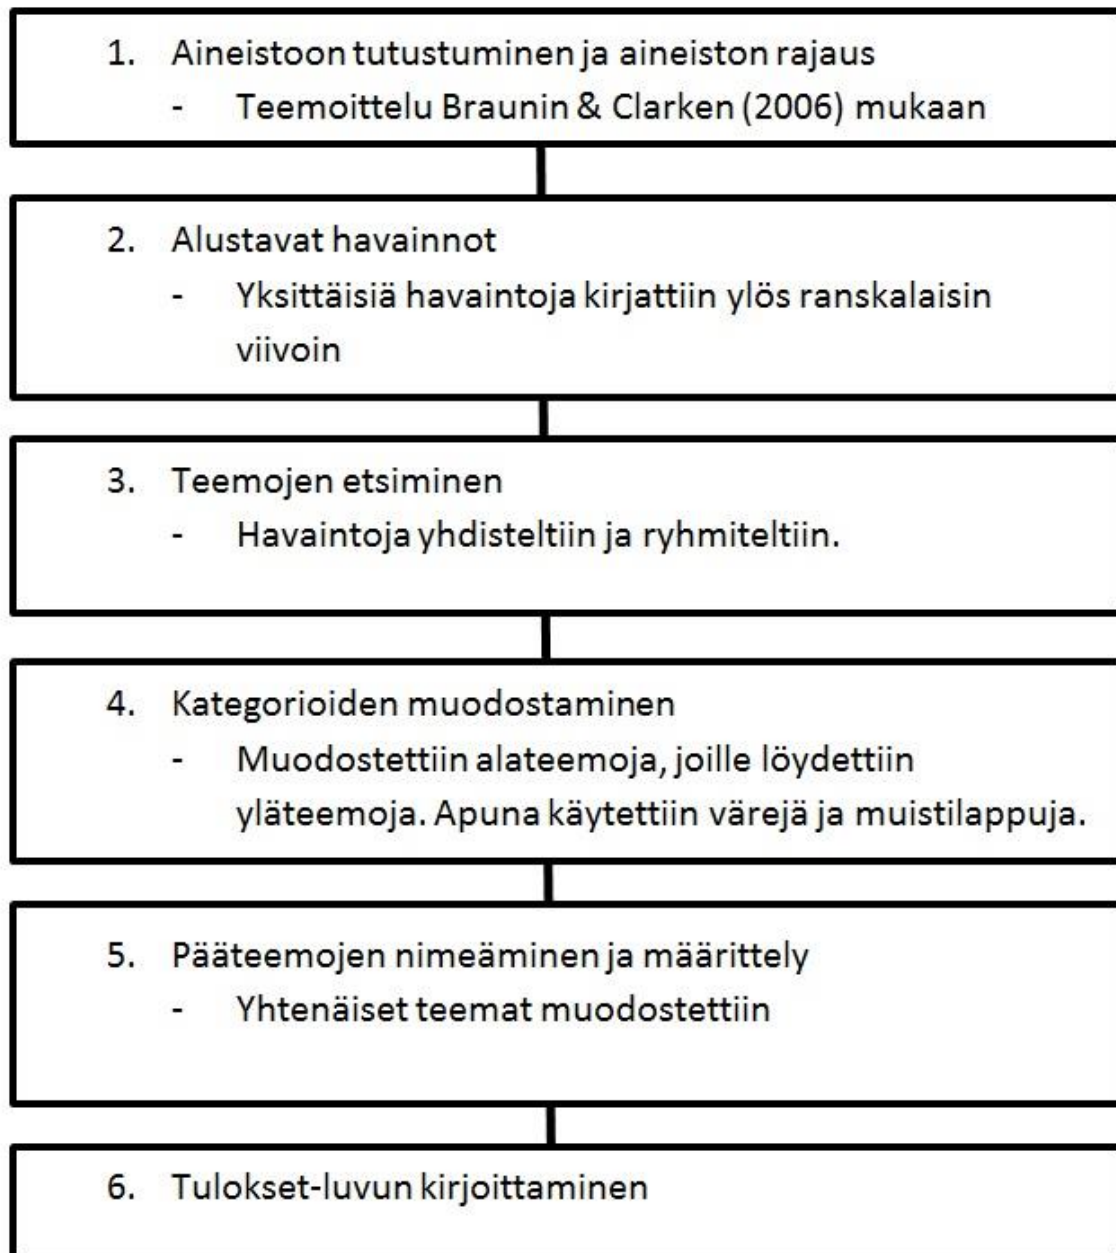 1. Aineistoon tutustuminen ja aineiston rajaus
- Teemoittelu Braunin & Clarken (2006) mukaan
2. Alustavat havainnot
- Yksittäisiä havaintoja kirjattiin ylös ranskalaisin
viivoin
3. Teemojen etsiminen
- Havaintoja yhdisteltiin ja ryhmiteltiin.
4. Kategorioiden muodostaminen
- Muodostettiin alateemoja, joille löydettiin
yläteemoja. Apuna käytettiin värejä ja muistilappuja.
5. Pääteemojen nimeäminen ja määrittely
- Yhtenäiset teemat muodostettiin
6. Tulokset-luvun kirjoittaminen